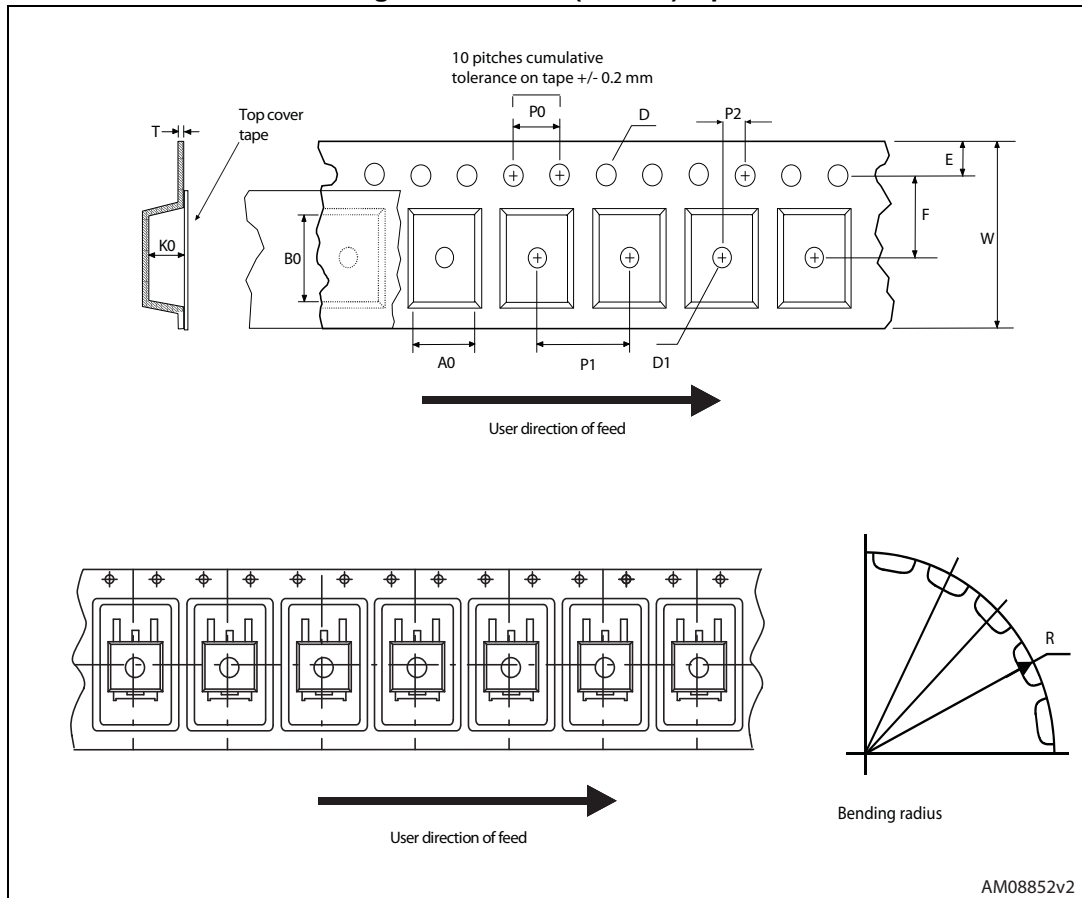 10 pitches cumulative
tolerance on tape +/- 0.2 mm
P0
D
P2
T
Top cover
tape
E
F
W
K0
B0
A0
P1
D1
User direction of feed
R
Bending radius
User direction of feed
AM08852v2